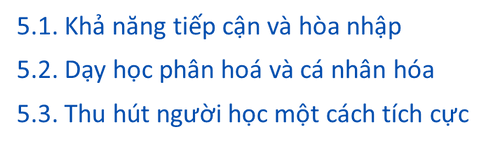 5.1. Khả năng tiếp cận và hòa nhập
5.2. Dạy học phân hoá và cá nhân hóa
5.3. Thu hút người học một cách tích cực